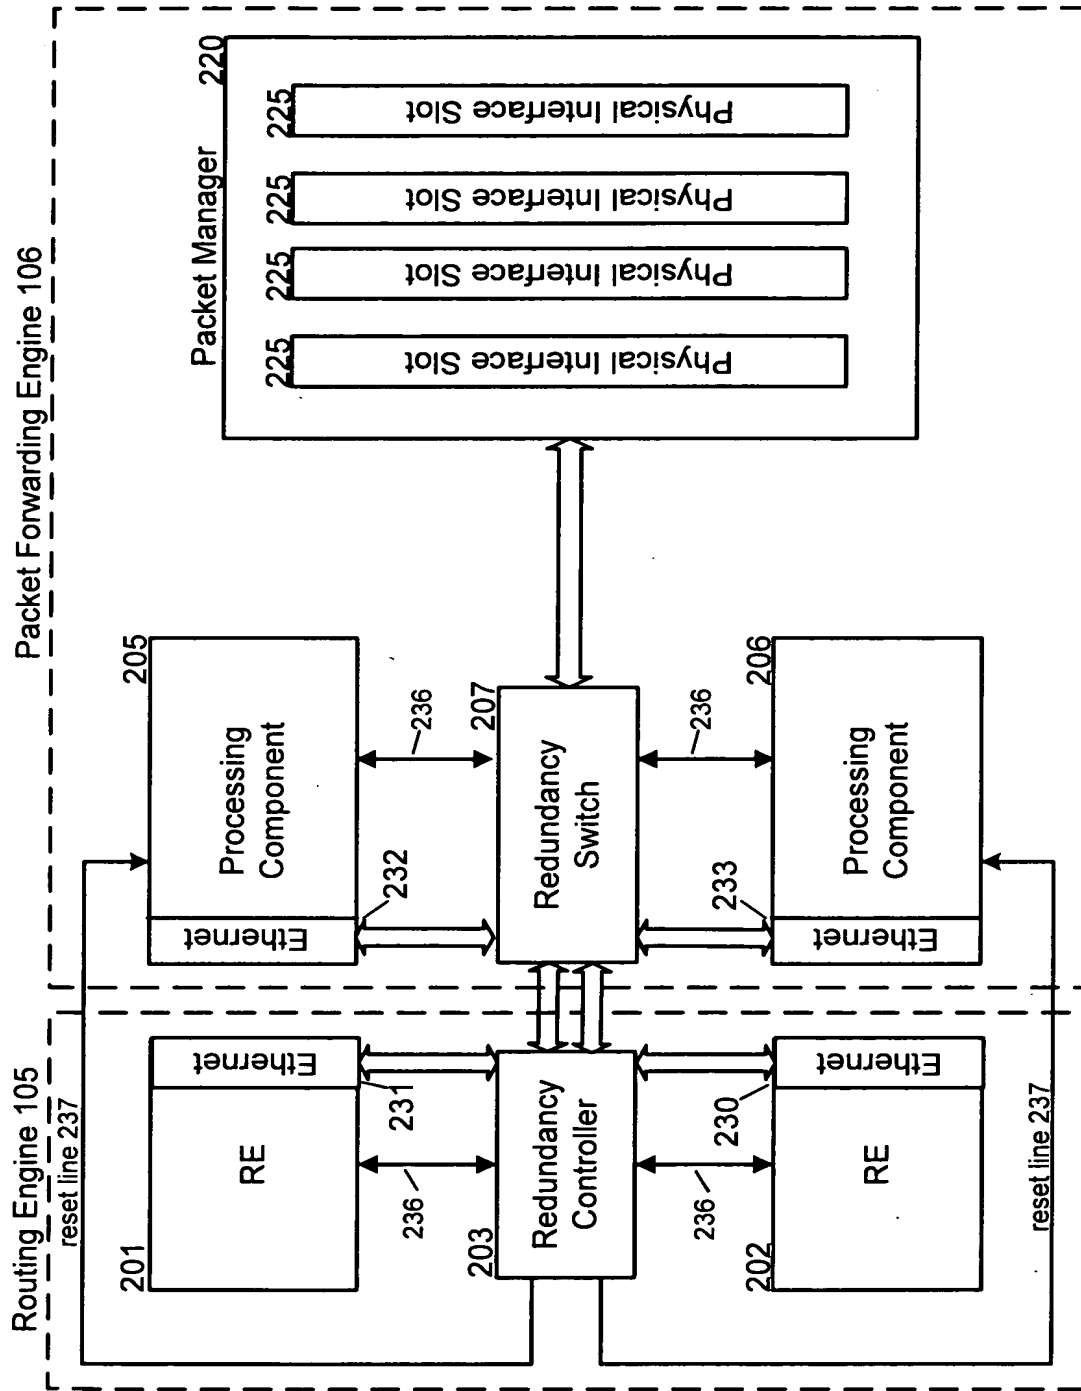 Routing Engine 105
Packet Forwarding Engine 106
reset line 237
201
RE
Ethernet
231
236
203
Redundancy
Controller
236
230
202
RE
Ethernet
reset line 237
205
Processing
Component
Ethernet
232
236
207
Redundancy
Switch
236
233
206
Processing
Component
Ethernet
Packet Manager
220
225
Physical Interface Slot
225
Physical Interface Slot
225
Physical Interface Slot
225
Physical Interface Slot